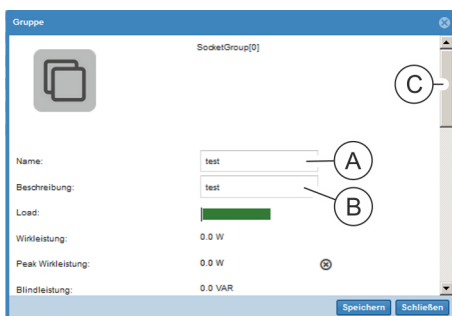 Gruppe
SocketGroup[0]
C
Name: test A
Beschreibung: test B
Load:
Wirkleistung: 0.0 W
Peak Wirkleistung: 0.0 W
Blindleistung: 0.0 VAR
Speichern Schließen